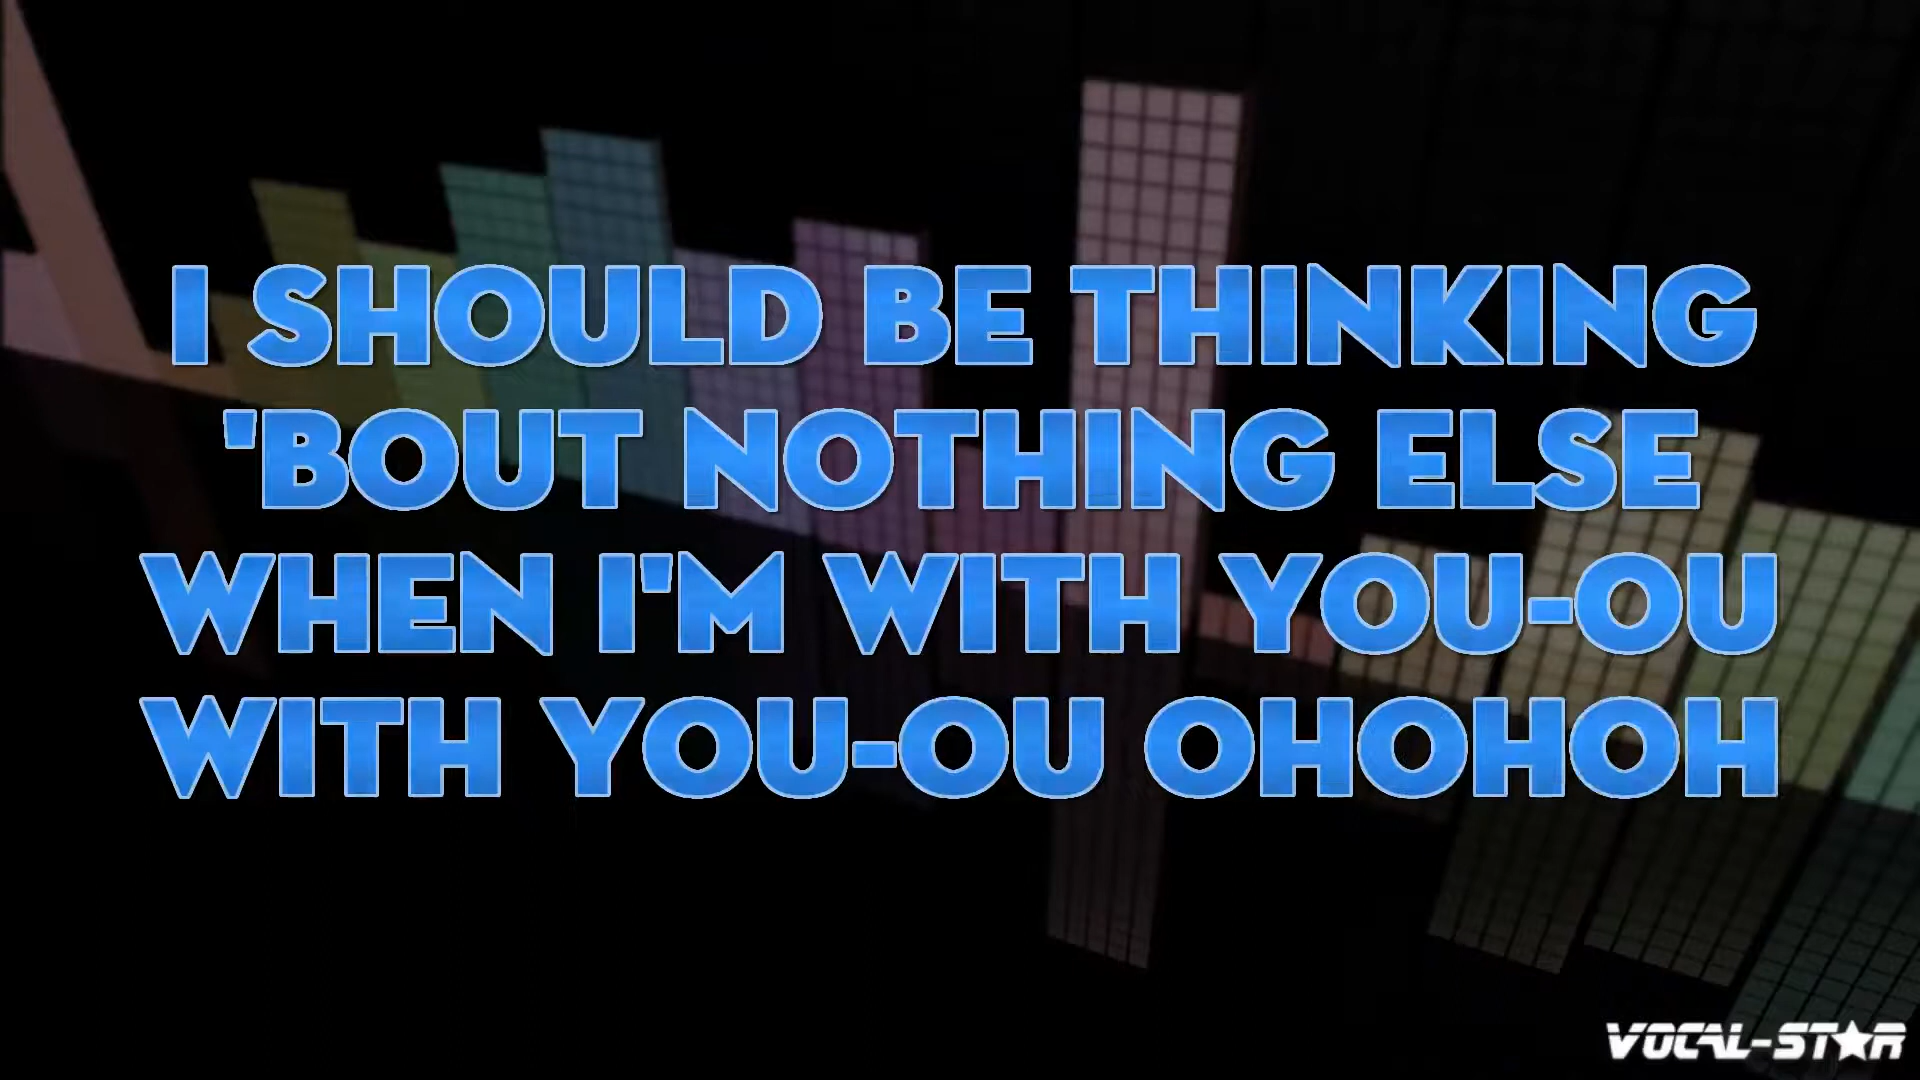 I SHOULD BE THINKING
'BOUT NOTHING ELSE
WHEN I'M WITH YOU-OU
WITH YOU-OU OHOHOH
VOCAL-STAR